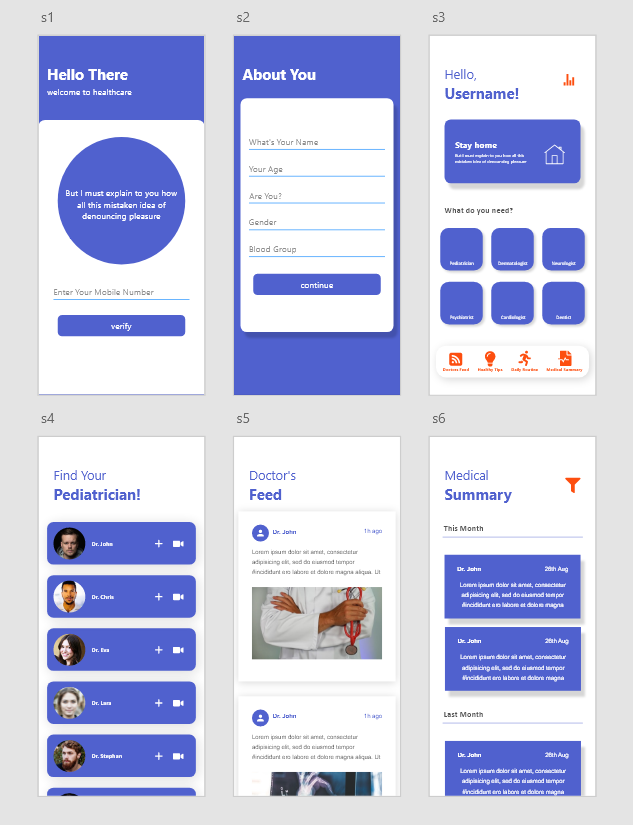 s1
Hello There
welcome to healthcare
But I must explain to you how
all this mistaken idea of
denouncing pleasure
Enter Your Mobile Number
verify
s2
About You
What's Your Name
Your Age
Are You?
Gender
Blood Group
continue
s3
Hello,
Username!
Stay home
But I must explain to you how all this
mistaken idea of denouncing pleasure
What do you need?
Pediatrician
Dermatologist
Neurologist
Psychiatrist
Cardiologist
Dentist
Doctors Feed
Healthy Tips
Daily Routine
Medical Summary
s4
Find Your
Pediatrician!
Dr. John
Dr. Chris
Dr. Eva
Dr. Lara
Dr. Stephan
s5
Doctor's
Feed
Dr. John
1h ago
Lorem ipsum dolor sit amet, consectetur
adipisicing elit, sed do eiusmod tempor
#incididunt ero labore et dolore magna aliqua. Ut
Dr. John
1h ago
Lorem ipsum dolor sit amet, consectetur
adipisicing elit, sed do eiusmod tempor
#incididunt ero labore et dolore magna aliqua. Ut
s6
Medical
Summary
This Month
Dr. John
26th Aug
Lorem ipsum dolor sit amet, consectetur
adipisicing elit, sed do eiusmod tempor
#incididunt ero labore et dolore magna
Dr. John
26th Aug
Lorem ipsum dolor sit amet, consectetur
adipisicing elit, sed do eiusmod tempor
#incididunt ero labore et dolore magna
Last Month
Dr. John
26th Aug
Lorem ipsum dolor sit amet, consectetur
adipisicing elit, sed do eiusmod tempor
#incididunt ero labore et dolore magna